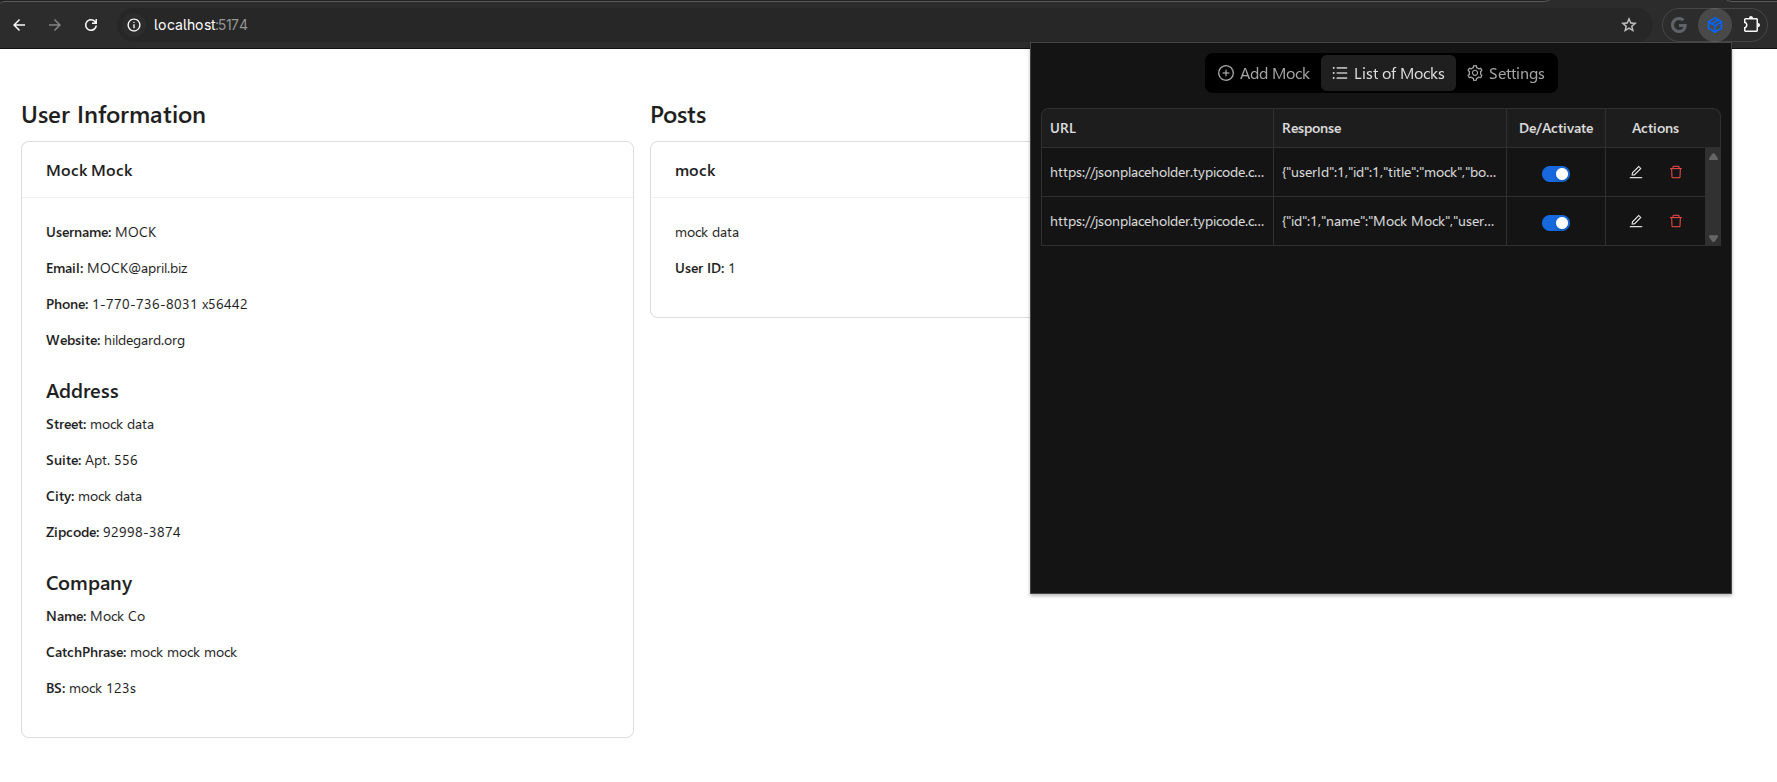 localhost:5174
User Information
Mock Mock
Username: MOCK
Email: MOCK@april.biz
Phone: 1-770-736-8031 x56442
Website: hildegard.org
Address
Street: mock data
Suite: Apt. 556
City: mock data
Zipcode: 92998-3874
Company
Name: Mock Co
CatchPhrase: mock mock mock
BS: mock 123s
Posts
mock
mock data
User ID: 1
Add Mock List of Mocks Settings
URL Response De/Activate Actions
https://jsonplaceholder.typicode.c... {"userId":1,"id":1,"title":"mock","bo...
https://jsonplaceholder.typicode.c... {"id":1,"name":"Mock Mock","user...